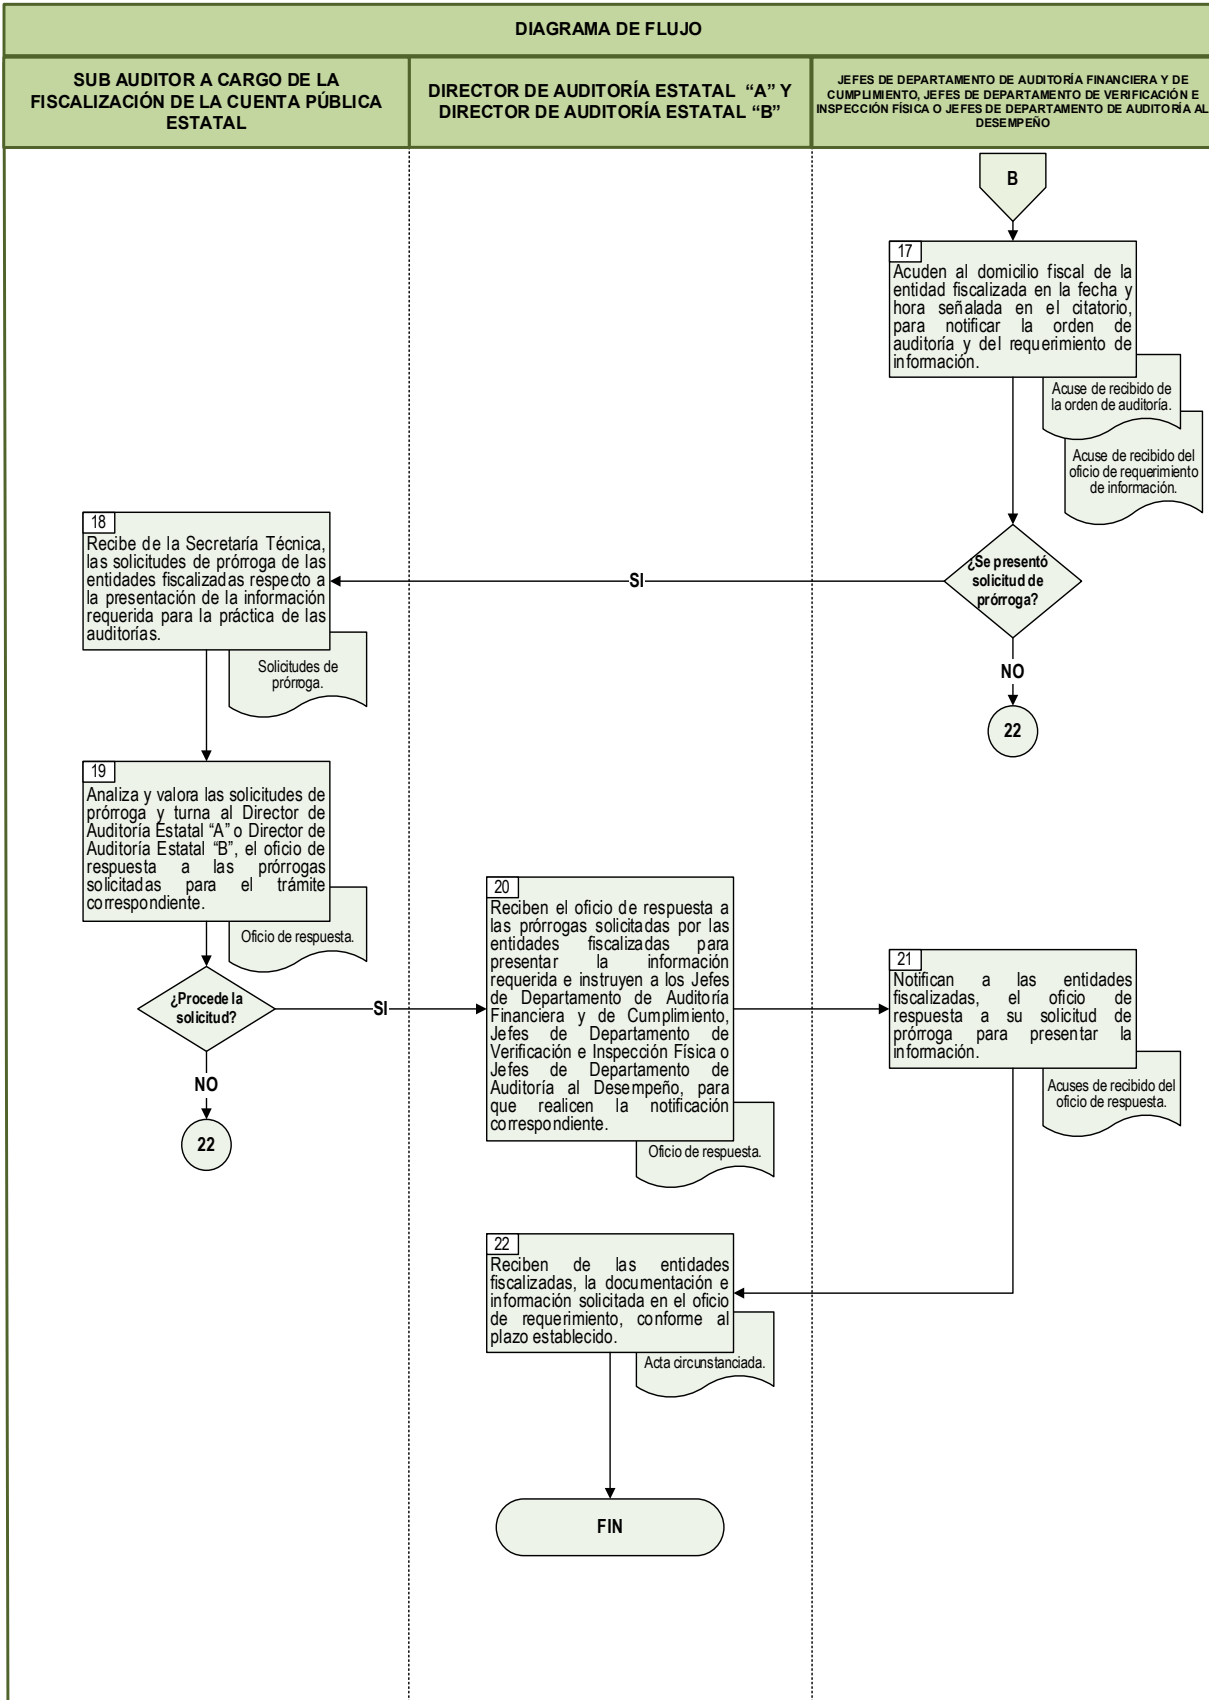 DIAGRAMA DE FLUJO
SUB AUDITOR A CARGO DE LA
FISCALIZACIÓN DE LA CUENTA PÚBLICA
ESTATAL
DIRECTOR DE AUDITORÍA ESTATAL “A” Y
DIRECTOR DE AUDITORÍA ESTATAL “B”
JEFES DE DEPARTAMENTO DE AUDITORÍA FINANCIERA Y DE
CUMPLIMIENTO, JEFES DE DEPARTAMENTO DE VERIFICACIÓN E
INSPECCIÓN FÍSICA O JEFES DE DEPARTAMENTO DE AUDITORÍA AL
DESEMPEÑO
B
17
Acuden al domicilio fiscal de la
entidad fiscalizada en la fecha y
hora señalada en el citatorio,
para notificar la orden de
auditoría y del requerimiento de
información.
Acuse de recibido de
la orden de auditoría.
Acuse de recibido del
oficio de requerimiento
de información.
¿Se presentó
solicitud de
prórroga?
SI
NO
22
18
Recibe de la Secretaría Técnica,
las solicitudes de prórroga de las
entidades fiscalizadas respecto a
la presentación de la información
requerida para la práctica de las
auditorías.
Solicitudes de
prórroga.
19
Analiza y valora las solicitudes de
prórroga y turna al Director de
Auditoría Estatal “A” o Director de
Auditoría Estatal “B”, el oficio de
respuesta a las prórrogas
solicitadas para el trámite
correspondiente.
Oficio de respuesta.
¿Procede la
solicitud?
SI
NO
22
20
Reciben el oficio de respuesta a
las prórrogas solicitadas por las
entidades fiscalizadas para
presentar la información
requerida e instruyen a los Jefes
de Departamento de Auditoría
Financiera y de Cumplimiento,
Jefes de Departamento de
Verificación e Inspección Física o
Jefes de Departamento de
Auditoría al Desempeño, para
que realicen la notificación
correspondiente.
Oficio de respuesta.
21
Notifican a las entidades
fiscalizadas, el oficio de
respuesta a su solicitud de
prórroga para presentar la
información.
Acuses de recibido del
oficio de respuesta.
22
Reciben de las entidades
fiscalizadas, la documentación e
información solicitada en el oficio
de requerimiento, conforme al
plazo establecido.
Acta circunstanciada.
FIN